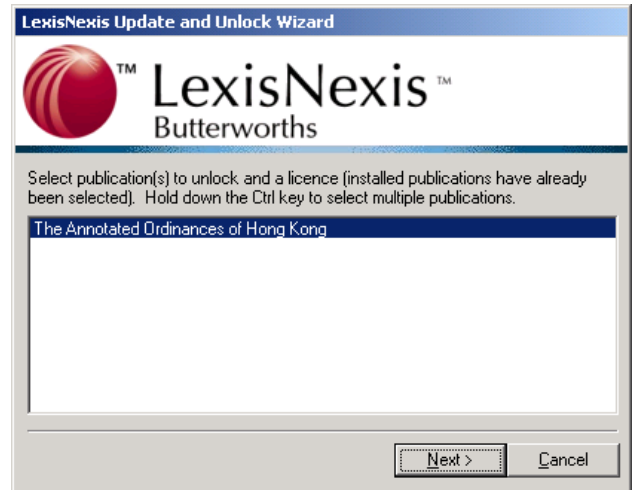 LexisNexis Update and Unlock Wizard
™ LexisNexis ™
Butterworths
Select publication(s) to unlock and a licence (installed publications have already
been selected).  Hold down the Ctrl key to select multiple publications.
The Annotated Ordinances of Hong Kong
Next >
Cancel